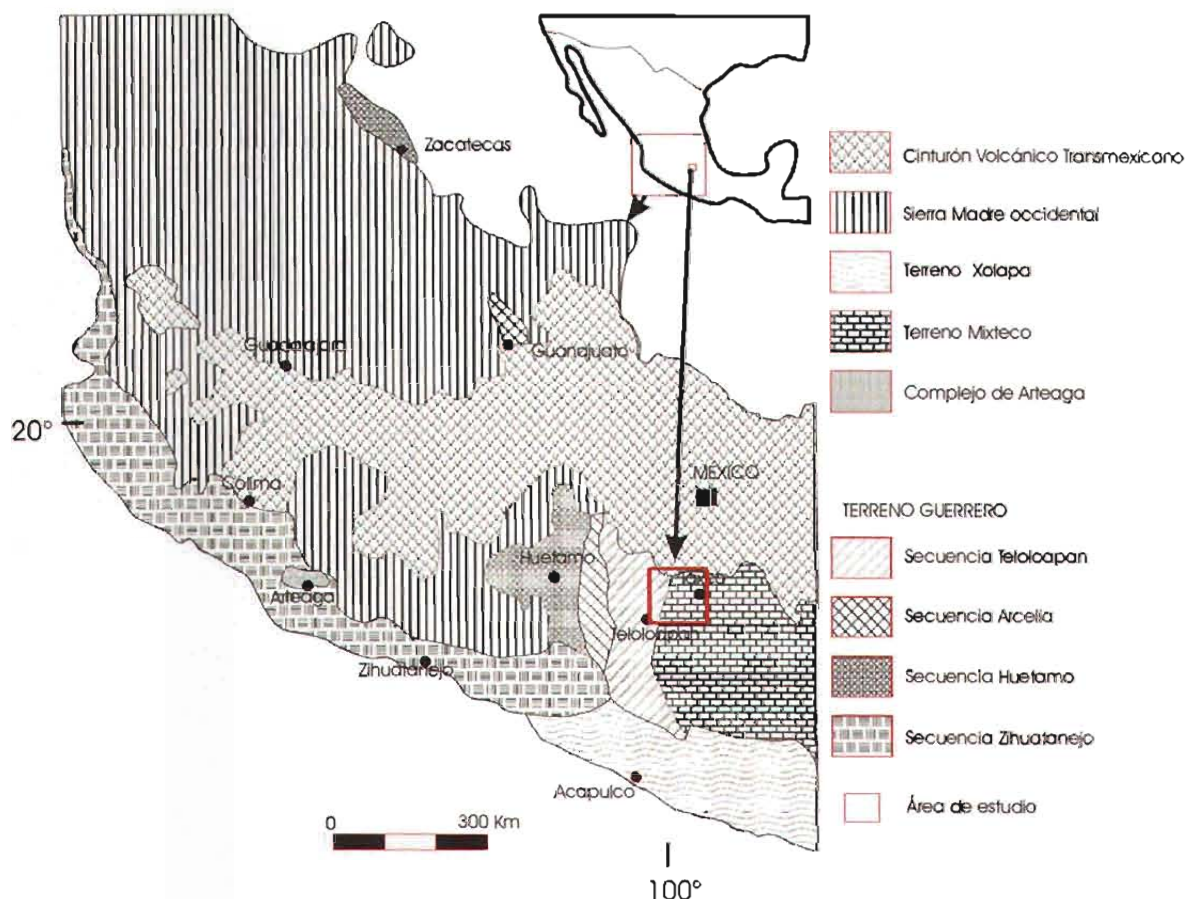 Zacatecas
Guanajuato
20°
Colima
MÉXICO
Huetamo
Arteaga
Teloloapan
Zihuatanejo
Acapulco
0 300 Km
100°
Cinturón Volcánico Transmexicano
Sierra Madre occidental
Terreno Xolapa
Terreno Mixteco
Complejo de Arteaga
TERRENO GUERRERO
Secuencia Teloloapan
Secuencia Arcelia
Secuencia Huetamo
Secuencia Zihuatanejo
Área de estudio